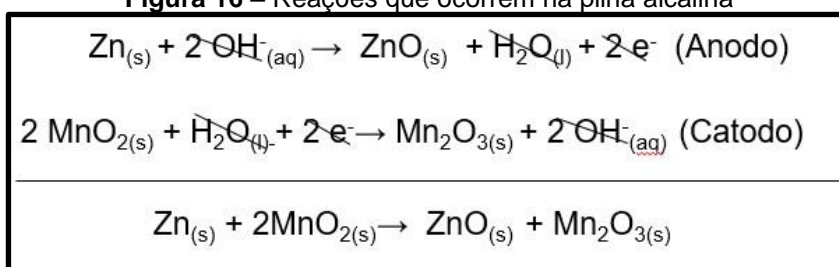 Figura 16 – Reações que ocorrem na pilha alcalina
Zn(s) + 2 OH⁻(aq) → ZnO(s) + H₂O(l) + 2 e⁻ (Anodo)
2 MnO₂(s) + H₂O(l) + 2 e⁻ → Mn₂O₃(s) + 2 OH⁻(aq) (Catodo)
Zn(s) + 2MnO₂(s) → ZnO(s) + Mn₂O₃(s)